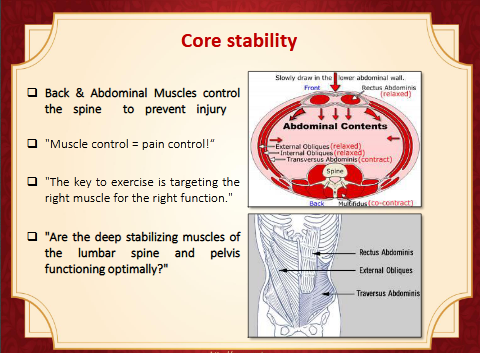 Core stability
Back & Abdominal Muscles control
the spine to prevent injury
"Muscle control = pain control!"
"The key to exercise is targeting the
right muscle for the right function."
"Are the deep stabilizing muscles of
the lumbar spine and pelvis
functioning optimally?"
Slowly draw in the lower abdominal wall.
Front
Rectus Abdominis
(relaxed)
Abdominal Contents
External Obliques (relaxed)
Internal Obliques (relaxed)
Transversus Abdominis (contract)
Spine
Back
Multifidus (co-contract)
Rectus Abdominis
External Obliques
Traversus Abdominis